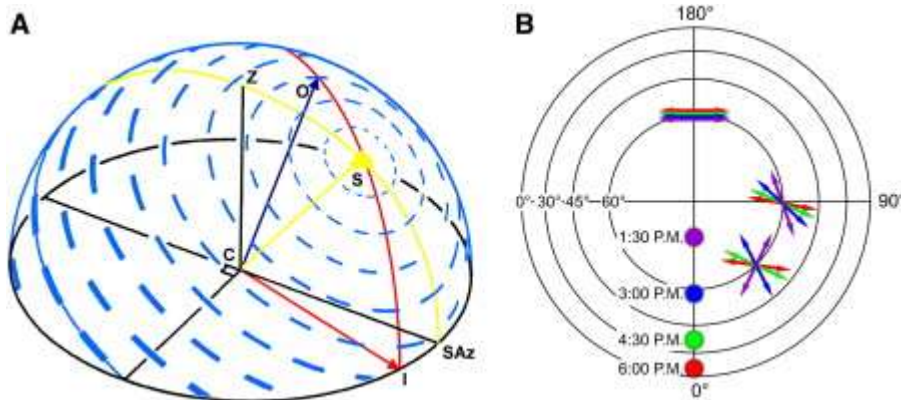 A
Z
O
S
C
SAz
I
B
180°
0°-30°-45°-60°
90°
1:30 P.M.
3:00 P.M.
4:30 P.M.
6:00 P.M.
0°